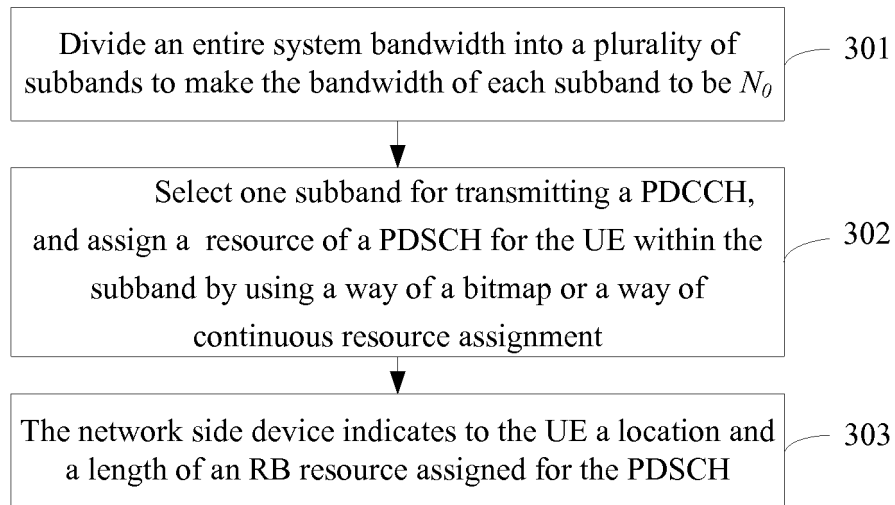 Divide an entire system bandwidth into a plurality of
subbands to make the bandwidth of each subband to be N0
301
Select one subband for transmitting a PDCCH,
and assign a resource of a PDSCH for the UE within the
subband by using a way of a bitmap or a way of
continuous resource assignment
302
The network side device indicates to the UE a location and
a length of an RB resource assigned for the PDSCH
303